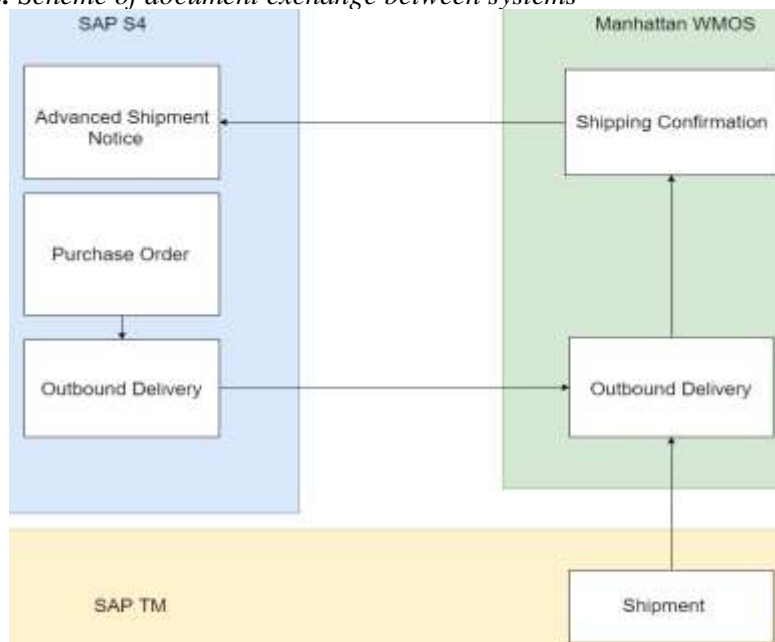 Scheme of document exchange between systems
SAP S4
Manhattan WMOS
Advanced Shipment
Notice
Shipping Confirmation
Purchase Order
Outbound Delivery
Outbound Delivery
SAP TM
Shipment